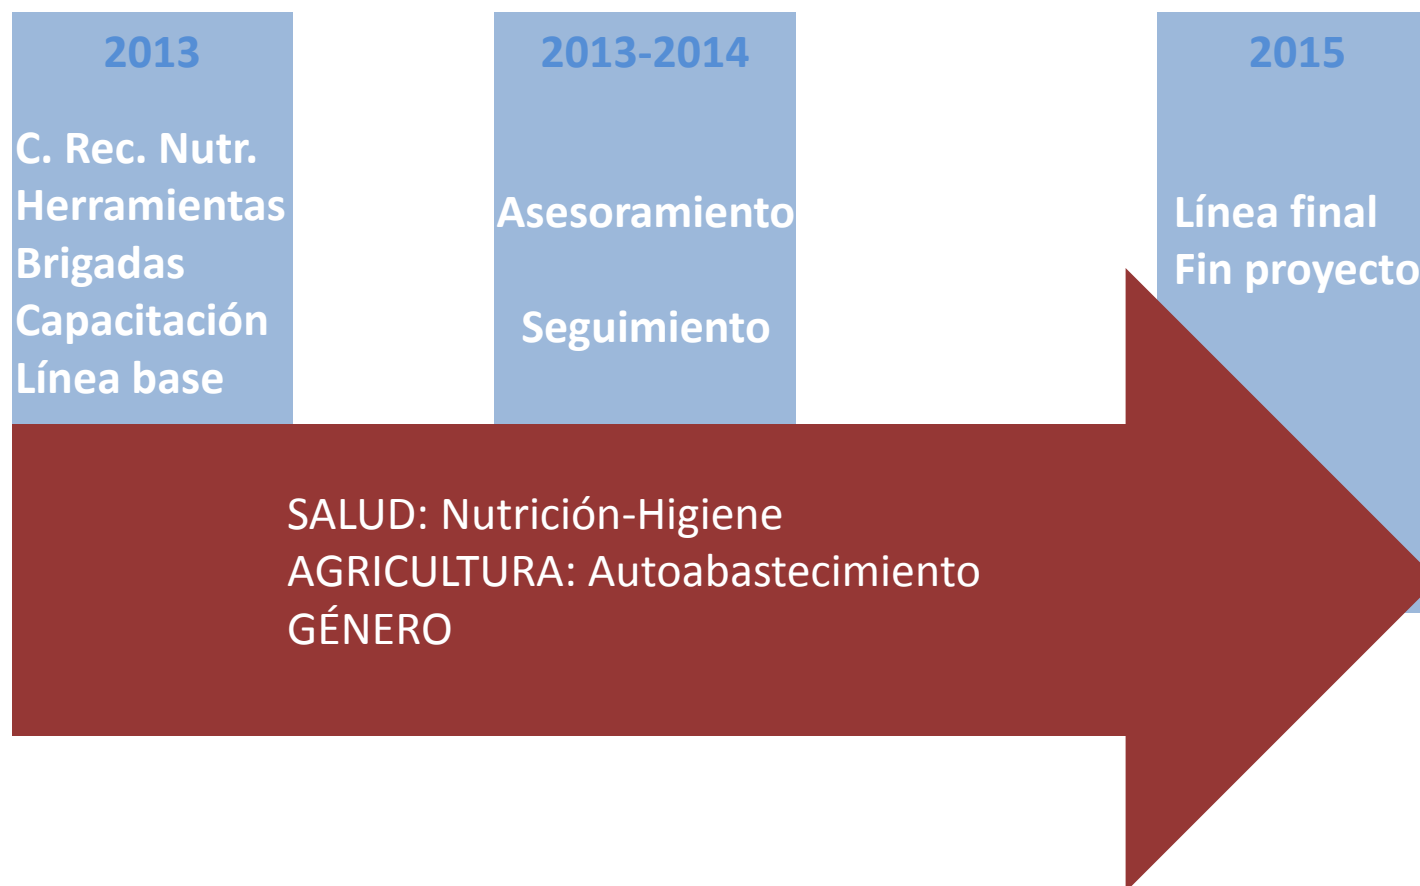 2013
C. Rec. Nutr.
Herramientas
Brigadas
Capacitación
Línea base
2013-2014
Asesoramiento
Seguimiento
2015
Línea final
Fin proyecto
SALUD: Nutrición-Higiene
AGRICULTURA: Autoabastecimiento
GÉNERO